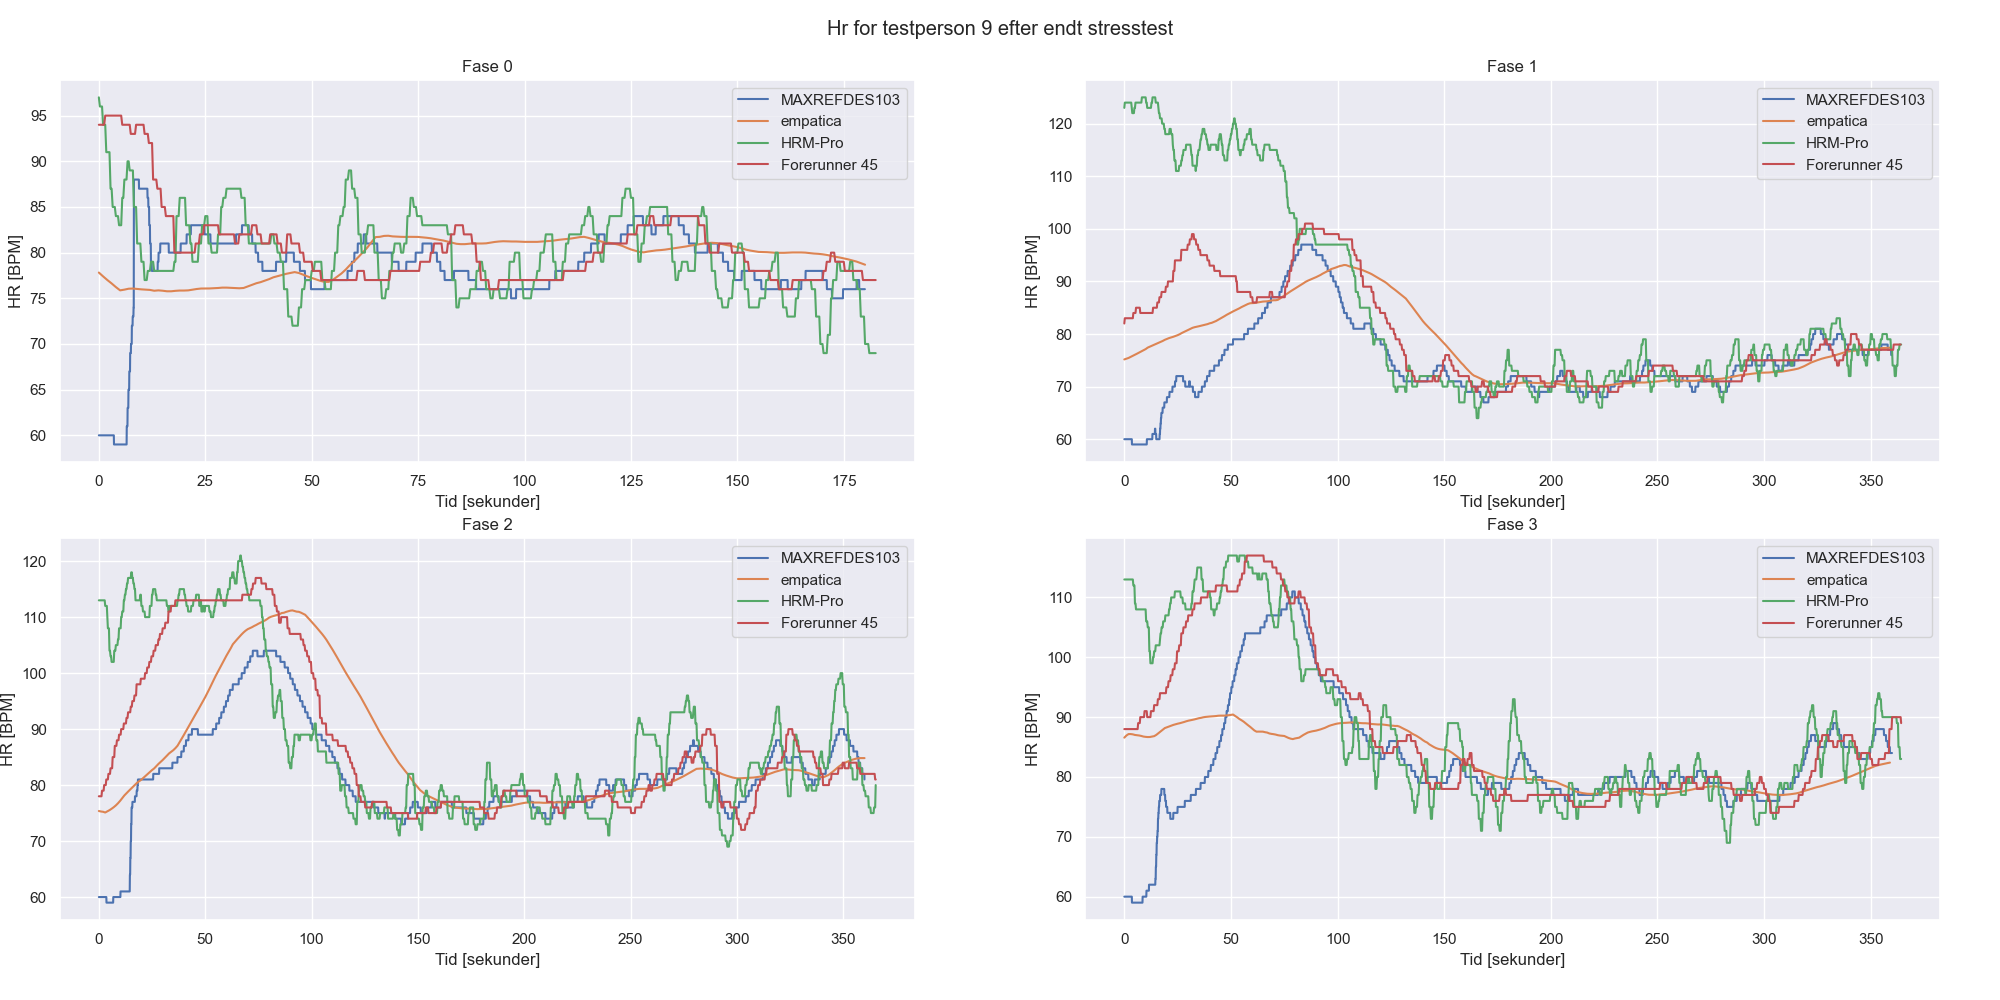 Hr for testperson 9 efter endt stresstest
Fase 0
HR [BPM]
95
90
85
80
75
70
65
60
0 25 50 75 100 125 150 175
Tid [sekunder]
MAXREFDES103
empatica
HRM-Pro
Forerunner 45
Fase 1
HR [BPM]
120
110
100
90
80
70
60
0 50 100 150 200 250 300 350
Tid [sekunder]
MAXREFDES103
empatica
HRM-Pro
Forerunner 45
Fase 2
HR [BPM]
120
110
100
90
80
70
60
0 50 100 150 200 250 300 350
Tid [sekunder]
MAXREFDES103
empatica
HRM-Pro
Forerunner 45
Fase 3
HR [BPM]
110
100
90
80
70
60
0 50 100 150 200 250 300 350
Tid [sekunder]
MAXREFDES103
empatica
HRM-Pro
Forerunner 45